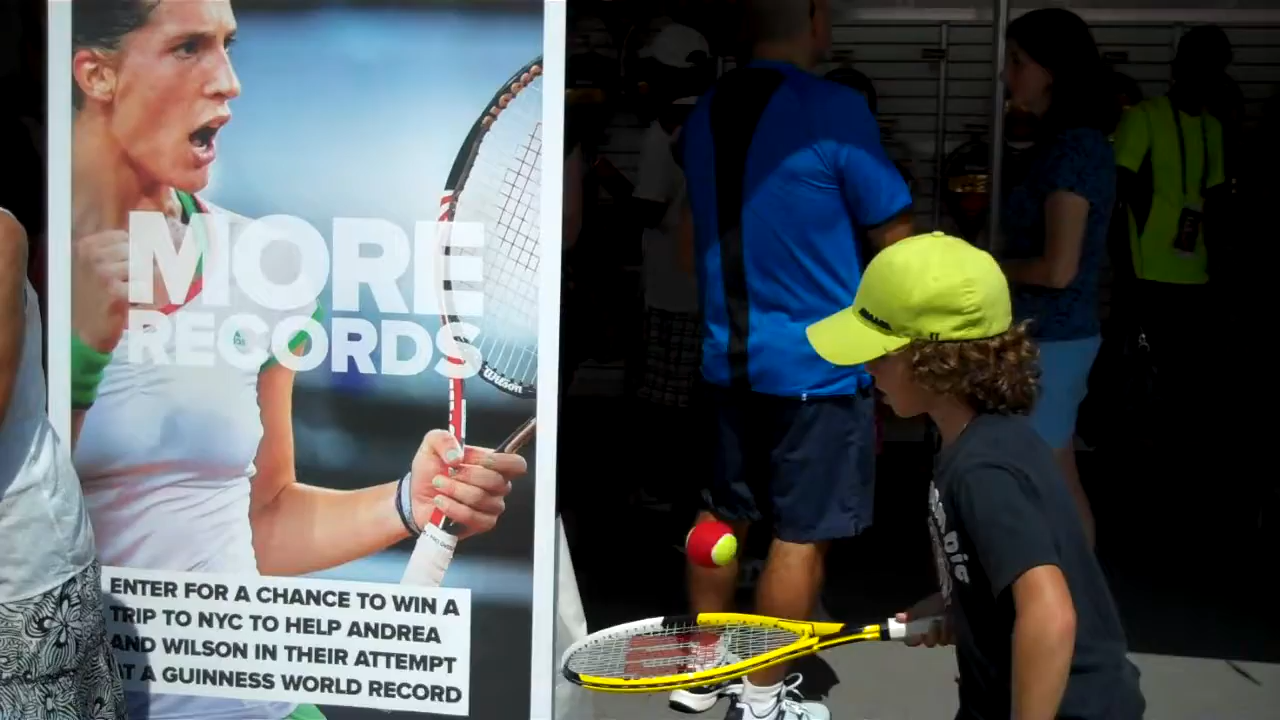 MORE
RECORDS
Wilson
ENTER FOR A CHANCE TO WIN A
TRIP TO NYC TO HELP ANDREA
AND WILSON IN THEIR ATTEMPT
AT A GUINNESS WORLD RECORD